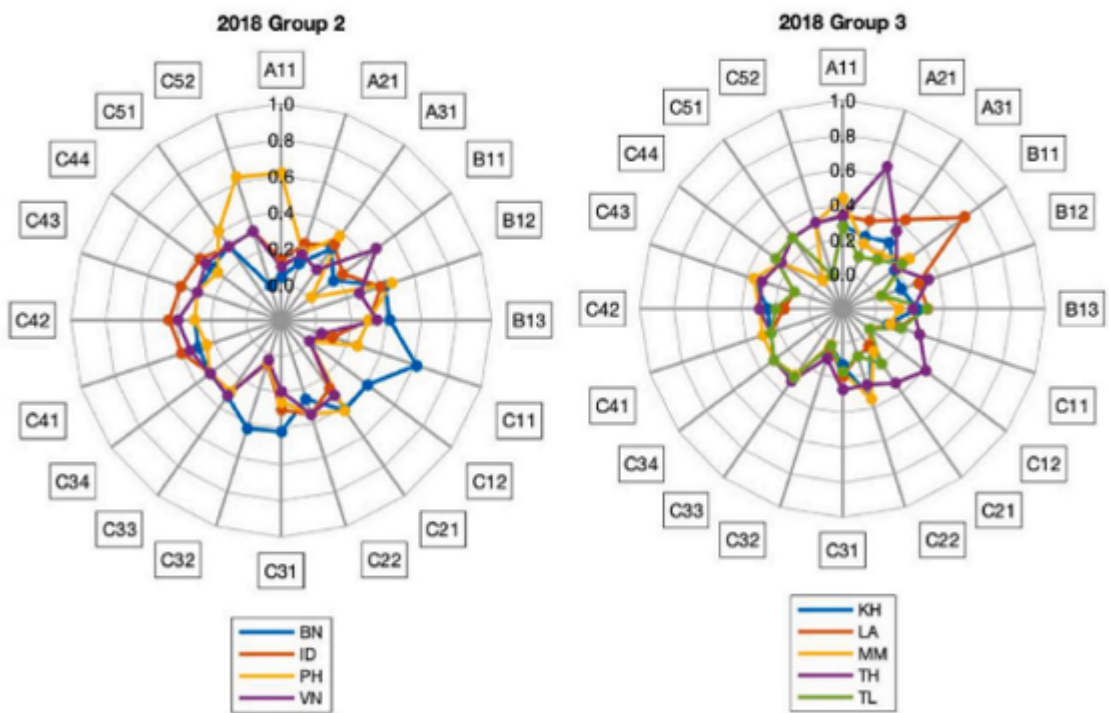 2018 Group 2
A11
A21
A31
B11
B12
B13
C11
C12
C21
C22
C31
C32
C33
C34
C41
C42
C43
C44
C51
C52
1.0
0.8
0.6
0.4
0.2
0.0
BN
ID
PH
VN
2018 Group 3
A11
A21
A31
B11
B12
B13
C11
C12
C21
C22
C31
C32
C33
C34
C41
C42
C43
C44
C51
C52
1.0
0.8
0.6
0.4
0.2
0.0
KH
LA
MM
TH
TL